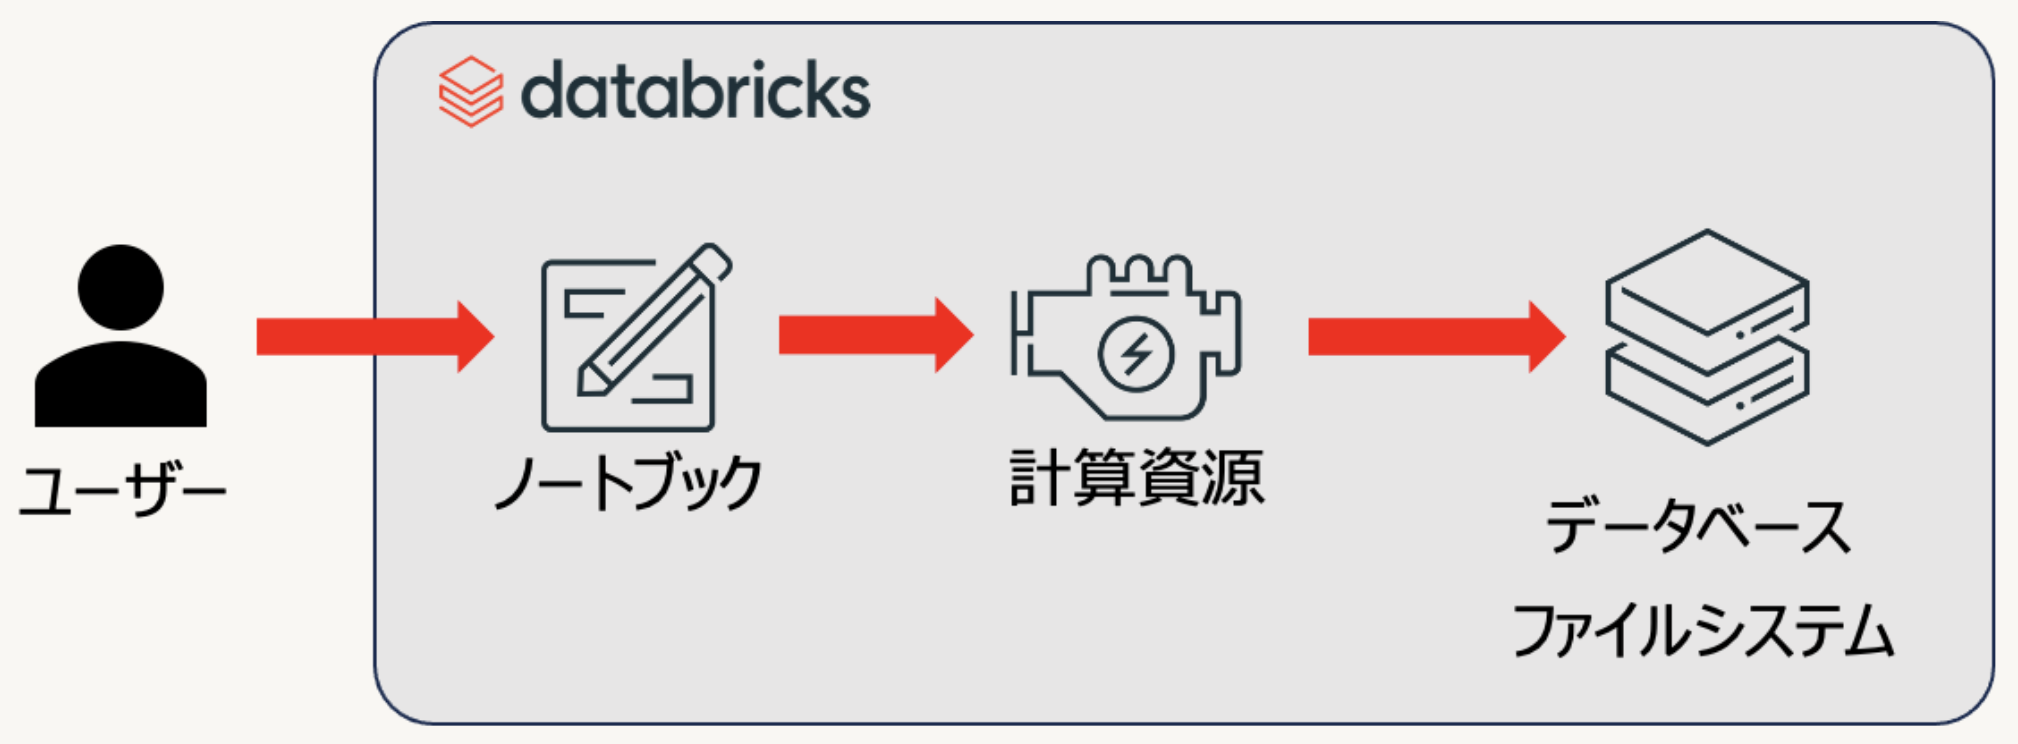 databricks
ユーザー
ノートブック
計算資源
データベース
ファイルシステム